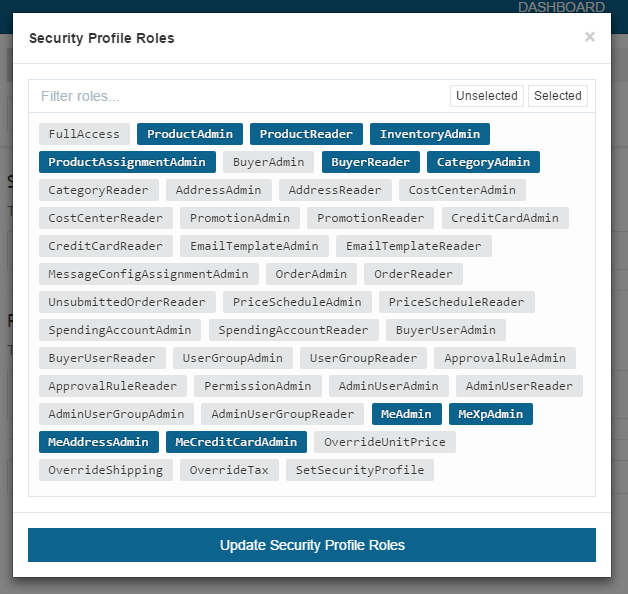 DASHBOARD
Security Profile Roles ×
Filter roles... Unselected Selected
FullAccess ProductAdmin ProductReader InventoryAdmin
ProductAssignmentAdmin BuyerAdmin BuyerReader CategoryAdmin
CategoryReader AddressAdmin AddressReader CostCenterAdmin
CostCenterReader PromotionAdmin PromotionReader CreditCardAdmin
CreditCardReader EmailTemplateAdmin EmailTemplateReader
MessageConfigAssignmentAdmin OrderAdmin OrderReader
UnsubmittedOrderReader PriceScheduleAdmin PriceScheduleReader
SpendingAccountAdmin SpendingAccountReader BuyerUserAdmin
BuyerUserReader UserGroupAdmin UserGroupReader ApprovalRuleAdmin
ApprovalRuleReader PermissionAdmin AdminUserAdmin AdminUserReader
AdminUserGroupAdmin AdminUserGroupReader MeAdmin MeXpAdmin
MeAddressAdmin MeCreditCardAdmin OverrideUnitPrice
OverrideShipping OverrideTax SetSecurityProfile
Update Security Profile Roles